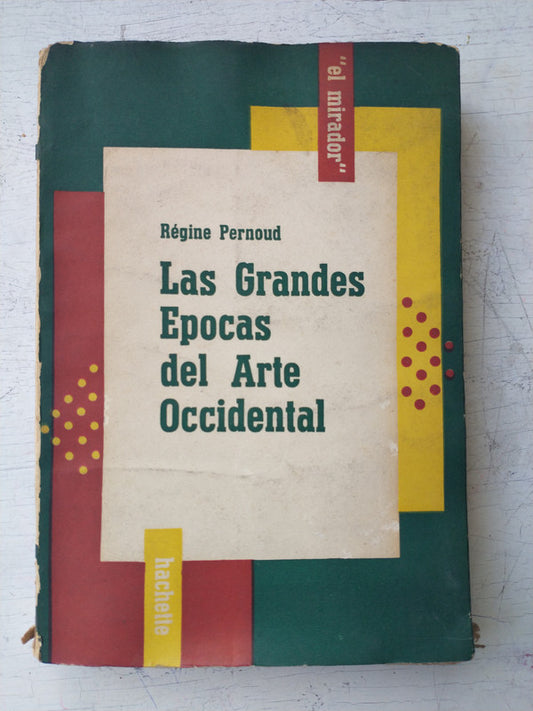 "el mirador"
Régine Pernoud
Las Grandes
Epocas
del Arte
Occidental
hachette